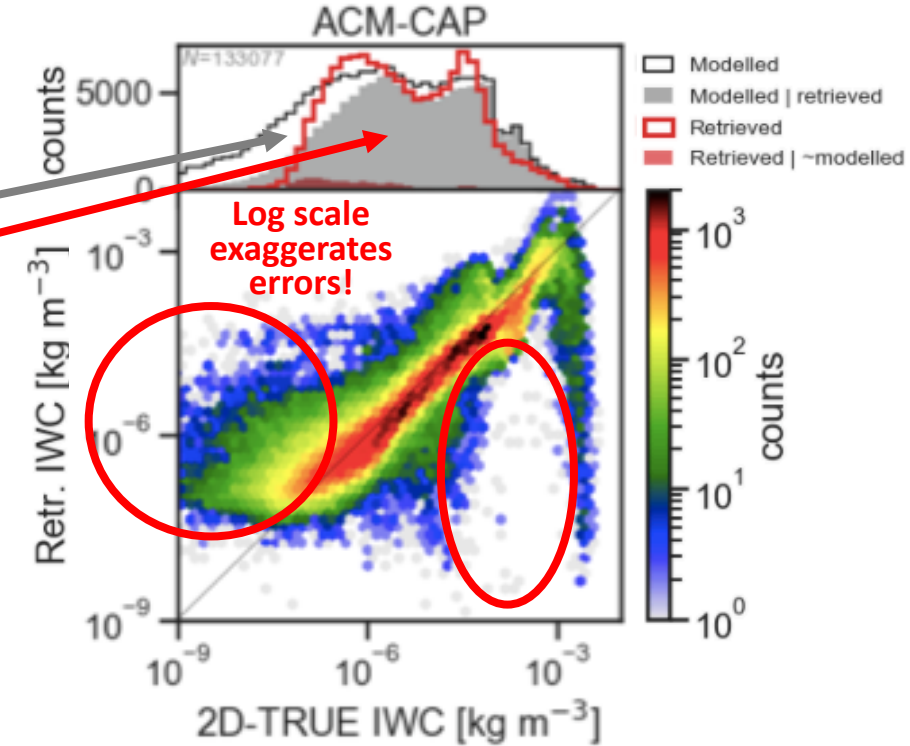 ACM-CAP
N=133077
counts
5000
0
Modelled
Modelled | retrieved
Retrieved
Retrieved | ~modelled
Log scale
exaggerates
errors!
Retr. IWC [kg m⁻³]
10⁻³
10⁻⁶
10⁻⁹
10⁻⁹
10⁻⁶
10⁻³
2D-TRUE IWC [kg m⁻³]
10³
10²
10¹
10⁰
counts